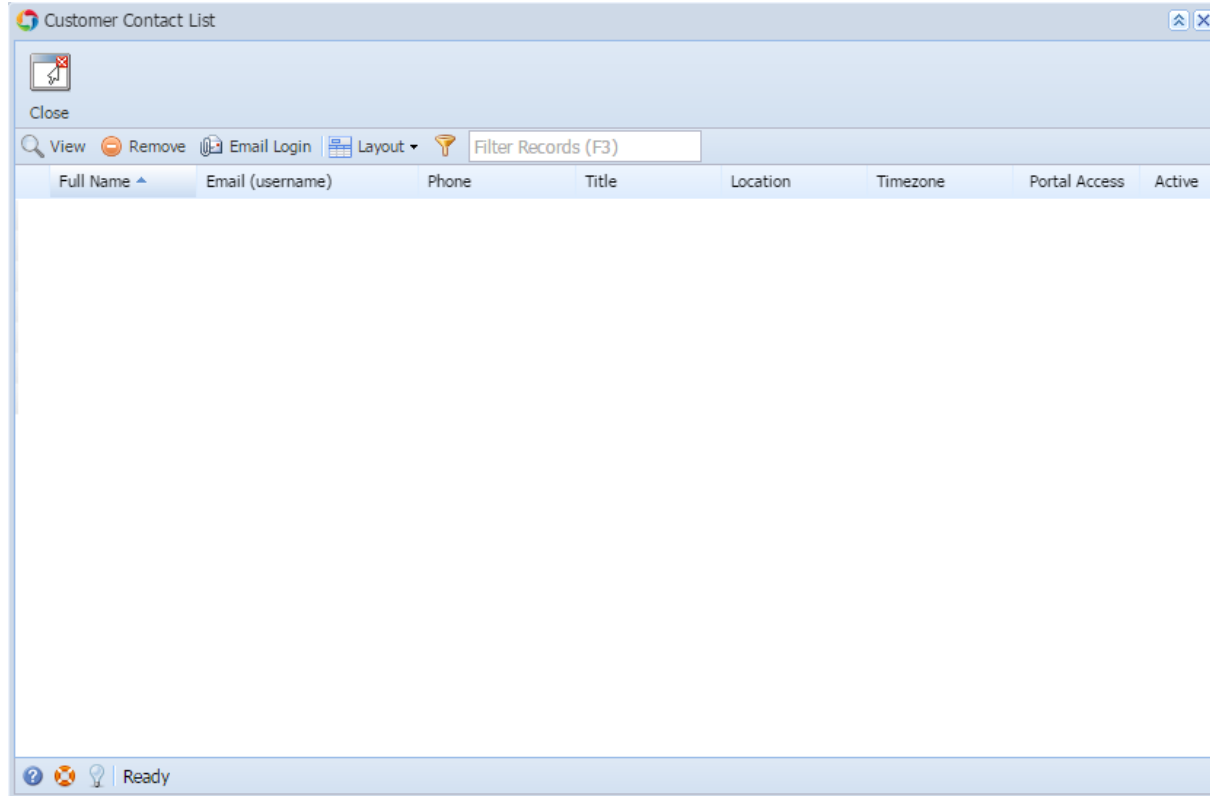 Customer Contact List
Close
View Remove Email Login Layout Filter Records (F3)
Full Name Email (username) Phone Title Location Timezone Portal Access Active
Ready